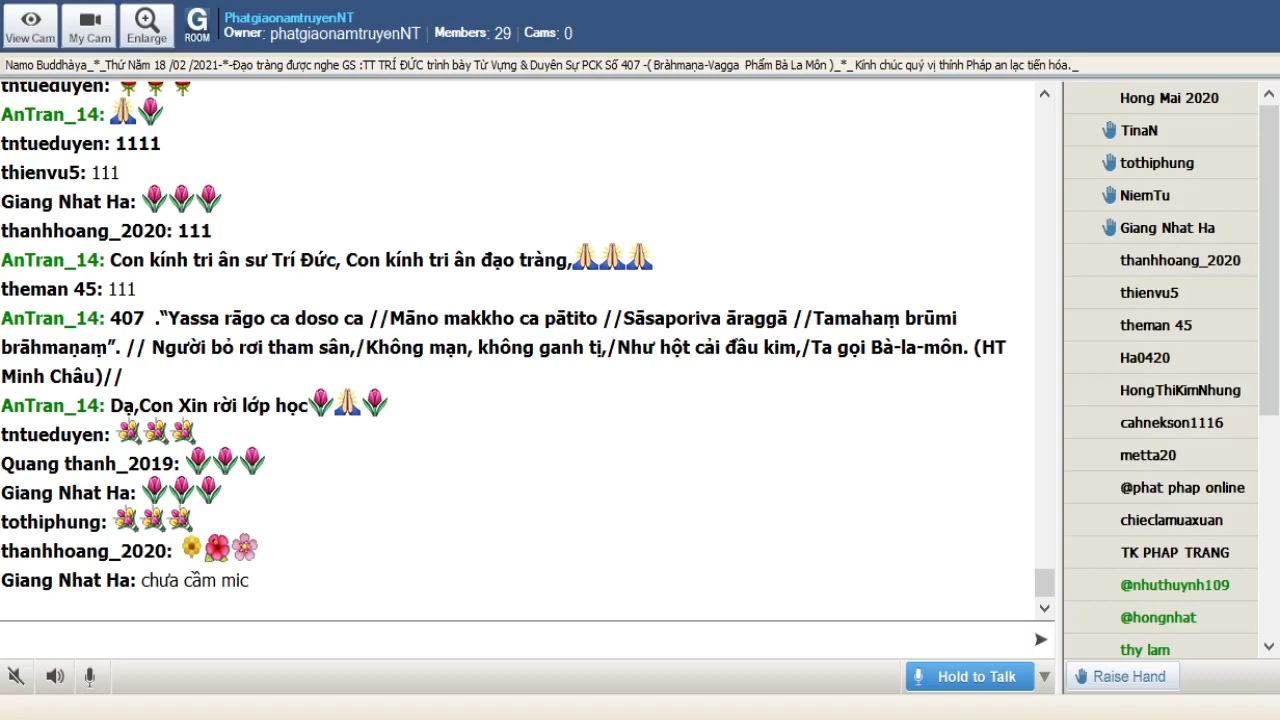 View Cam
My Cam
Enlarge
G ROOM
PhatgiaonamtruyenNT
Owner: phatgiaonamtruyenNT | Members: 29 | Cams: 0
Namo Buddhàya_*_Thứ Năm 18 /02 /2021-*-Đạo tràng được nghe GS :TT TRÍ ĐỨC trình bày Từ Vựng & Duyên Sự PCK Số 407 -( Bràhmaṇa-Vagga Phẩm Bà La Môn )_*_ Kính chúc quý vị thính Pháp an lạc tiến hóa._
tntueduyen:
AnTran_14: 🙏🌷
tntueduyen: 1111
thienvu5: 111
Giang Nhat Ha: 🌷🌷🌷
thanhhoang_2020: 111
AnTran_14: Con kính tri ân sư Trí Đức, Con kính tri ân đạo tràng,🙏🙏🙏
theman 45: 111
AnTran_14: 407 .“Yassa rāgo ca doso ca //Māno makkho ca pātito //Sāsaporiva āraggā //Tamahaṃ brūmi
brāhmaṇaṃ”. // Người bỏ rơi tham sân,/Không mạn, không ganh tị,/Như hột cải đầu kim,/Ta gọi Bà-la-môn. (HT
Minh Châu)//
AnTran_14: Dạ,Con Xin rời lớp học🌷🙏🌷
tntueduyen: 💐💐💐
Quang thanh_2019: 🌷🌷🌷
Giang Nhat Ha: 🌷🌷🌷
tothiphung: 💐💐💐
thanhhoang_2020: 🌼🌺🌸
Giang Nhat Ha: chưa cầm mic
Hold to Talk
Hong Mai 2020
TinaN
tothiphung
NiemTu
Giang Nhat Ha
thanhhoang_2020
thienvu5
theman 45
Ha0420
HongThiKimNhung
cahnekson1116
metta20
@phat phap online
chieclamuaxuan
TK PHAP TRANG
@nhuthuynh109
@hongnhat
thy lam
Raise Hand